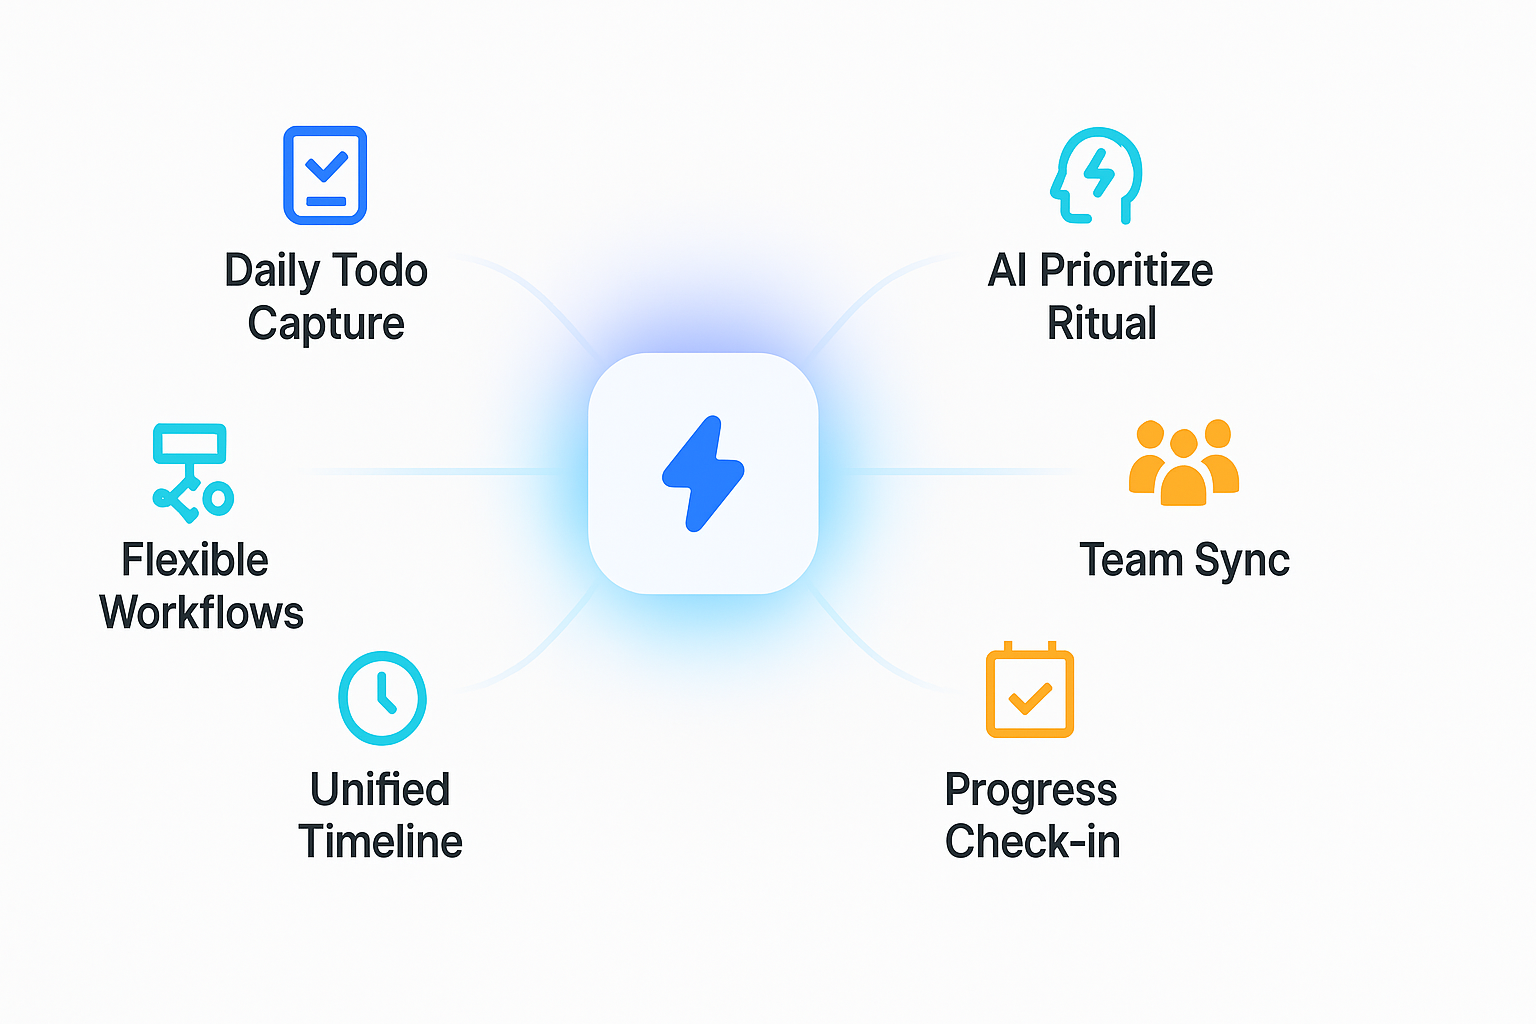 Daily Todo
Capture
AI Prioritize
Ritual
Flexible
Workflows
Team Sync
Unified
Timeline
Progress
Check-in